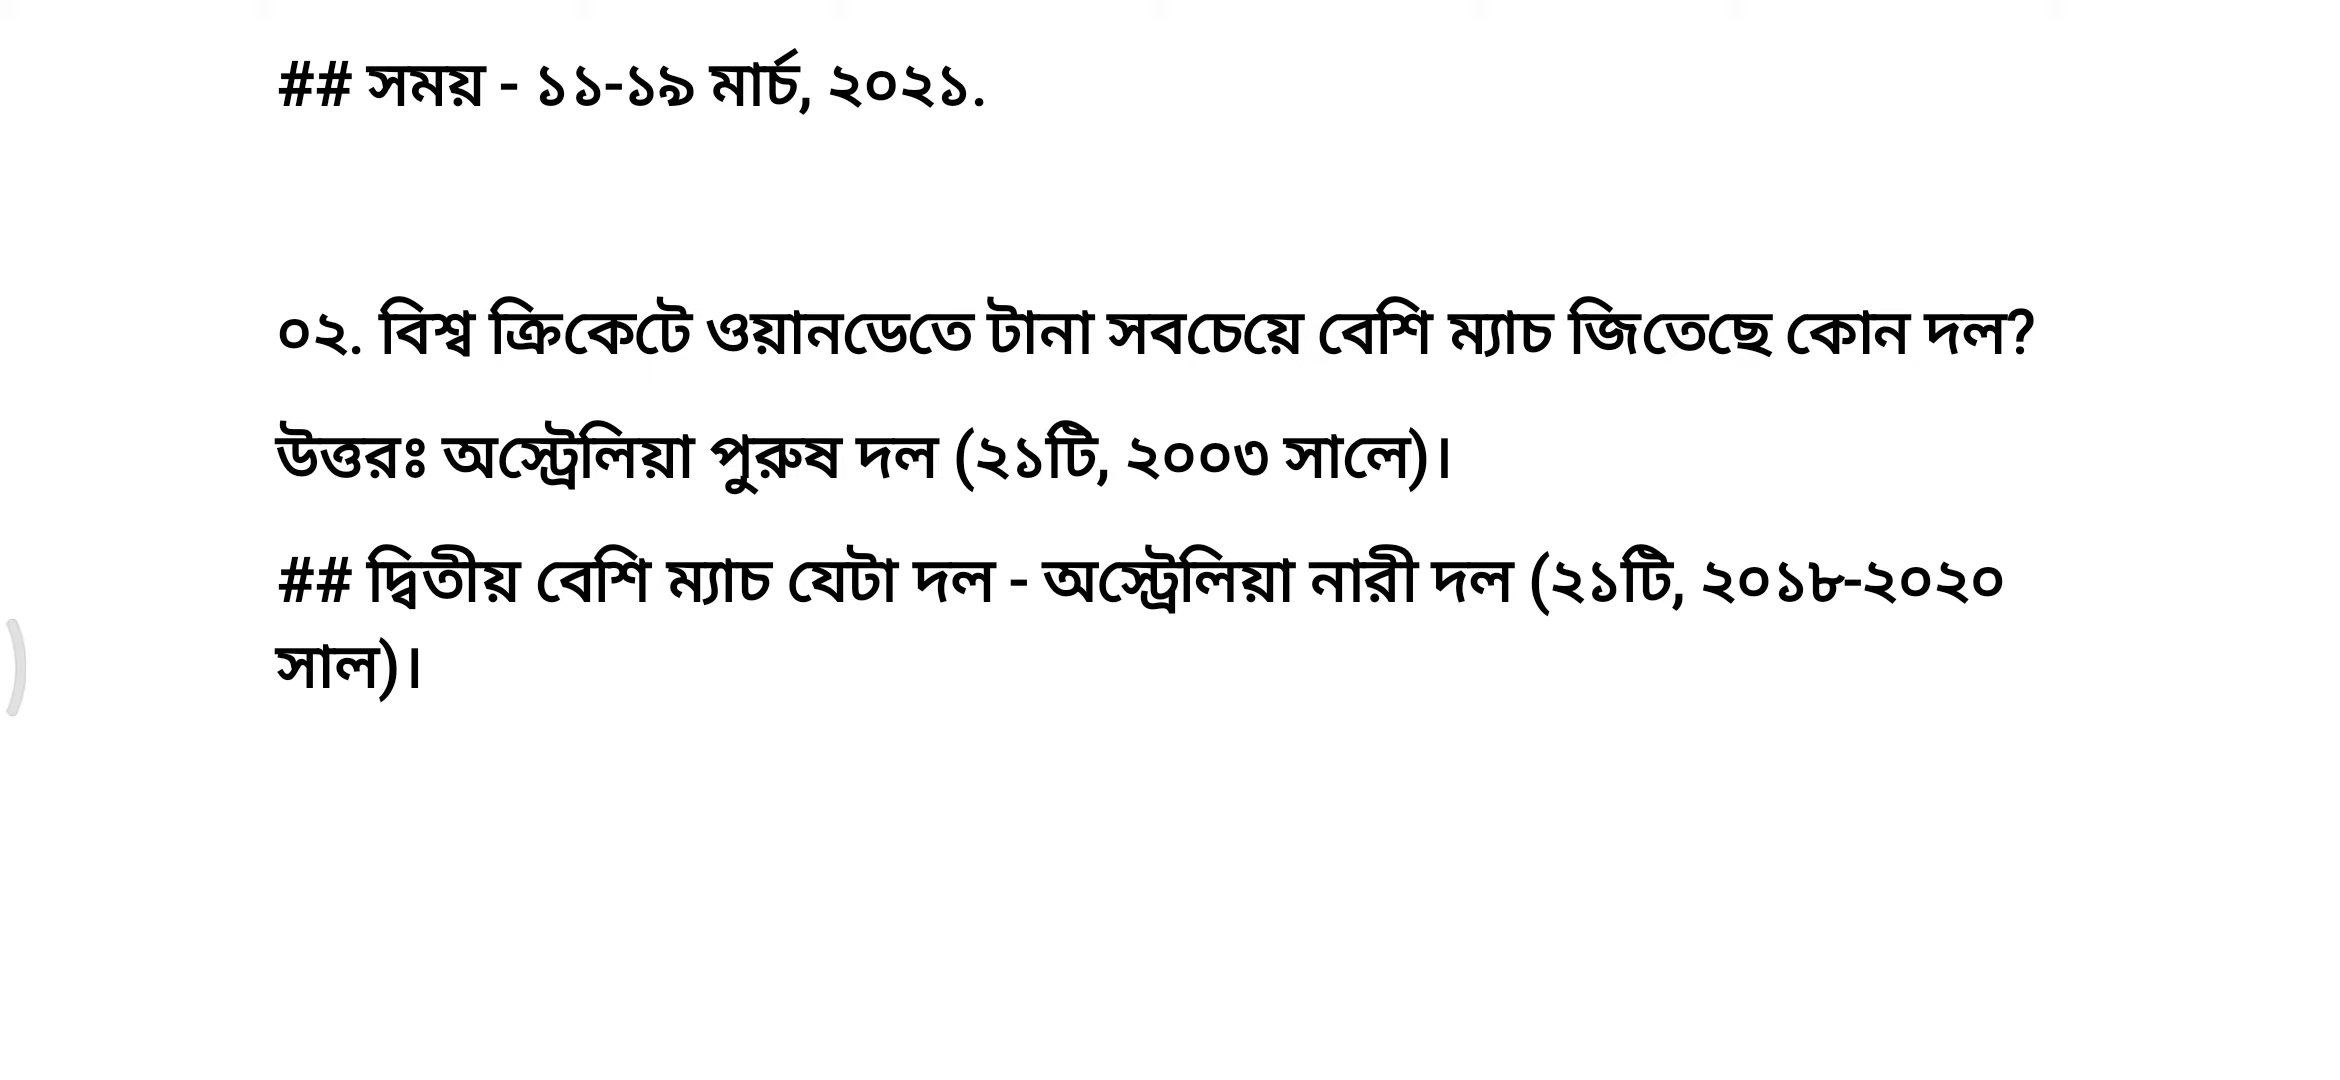 ## সময় - ১১-১৯ মার্চ, ২০২১.
০২. বিশ্ব ক্রিকেটে ওয়ানডেতে টানা সবচেয়ে বেশি ম্যাচ জিতেছে কোন দল?
উত্তরঃ অস্ট্রেলিয়া পুরুষ দল (২১টি, ২০০৩ সালে)।
## দ্বিতীয় বেশি ম্যাচ যেটা দল - অস্ট্রেলিয়া নারী দল (২১টি, ২০১৮-২০২০
সাল)।